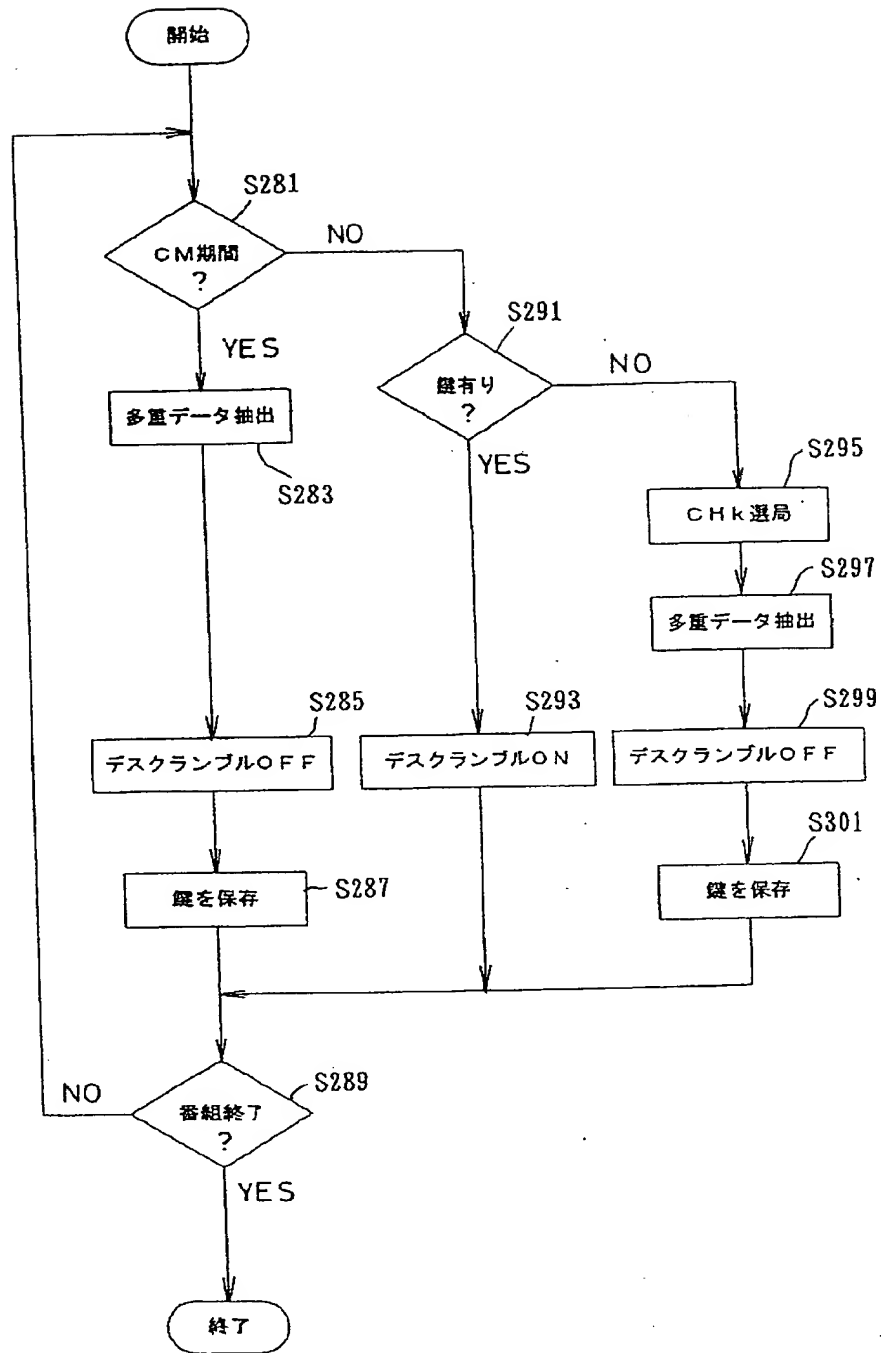 開始
S281
CM期間
?
NO
YES
S291
鍵有り
?
NO
YES
多重データ抽出
S283
S295
CHk選局
S297
多重データ抽出
S285
デスクランブルOFF
S293
デスクランブルON
S299
デスクランブルOFF
鍵を保存
S287
S301
鍵を保存
S289
番組終了
?
NO
YES
終了